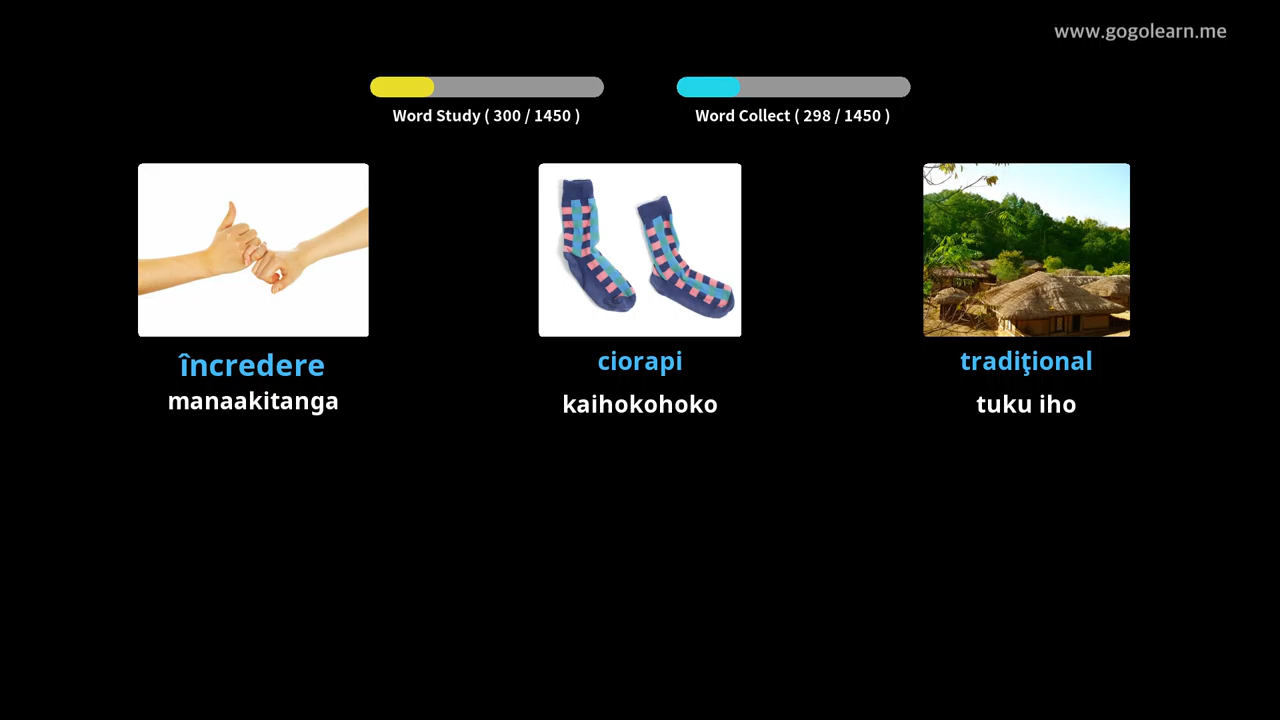 www.gogolearn.me
Word Study ( 300 / 1450 )
Word Collect ( 298 / 1450 )
încredere
manaakitanga
ciorapi
kaihokohoko
tradiţional
tuku iho